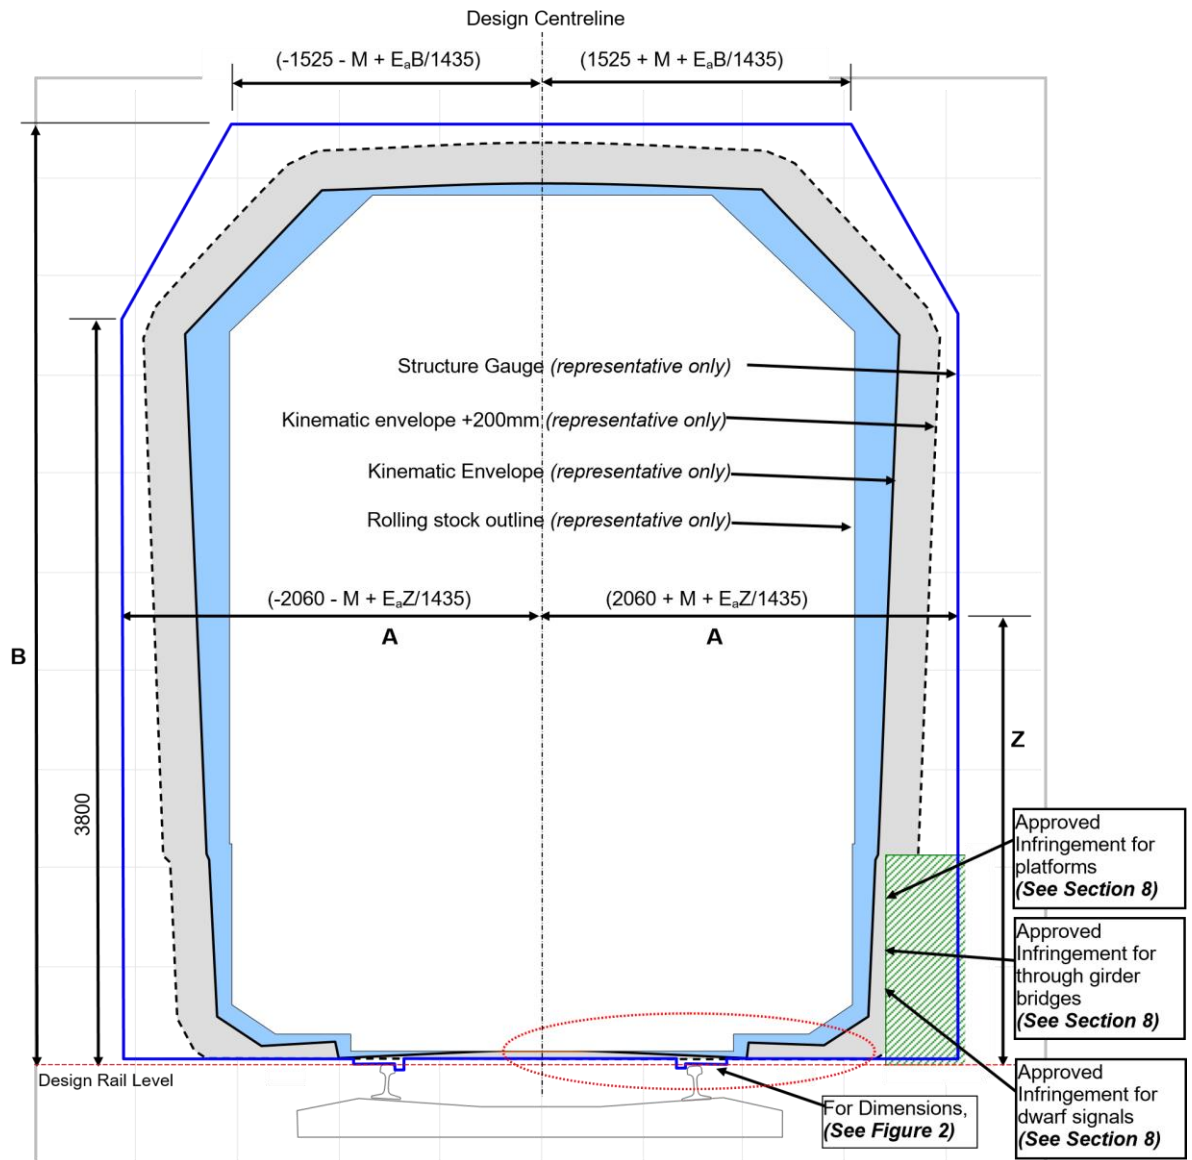 Design Centreline
(-1525 - M + EₐB/1435)
(1525 + M + EₐB/1435)
Structure Gauge (representative only)
Kinematic envelope +200mm (representative only)
Kinematic Envelope (representative only)
Rolling stock outline (representative only)
(-2060 - M + EₐZ/1435)
(2060 + M + EₐZ/1435)
A
A
B
Z
3800
Approved
Infringement for
platforms
(See Section 8)
Approved
Infringement for
through girder
bridges
(See Section 8)
Approved
Infringement for
dwarf signals
(See Section 8)
Design Rail Level
For Dimensions,
(See Figure 2)